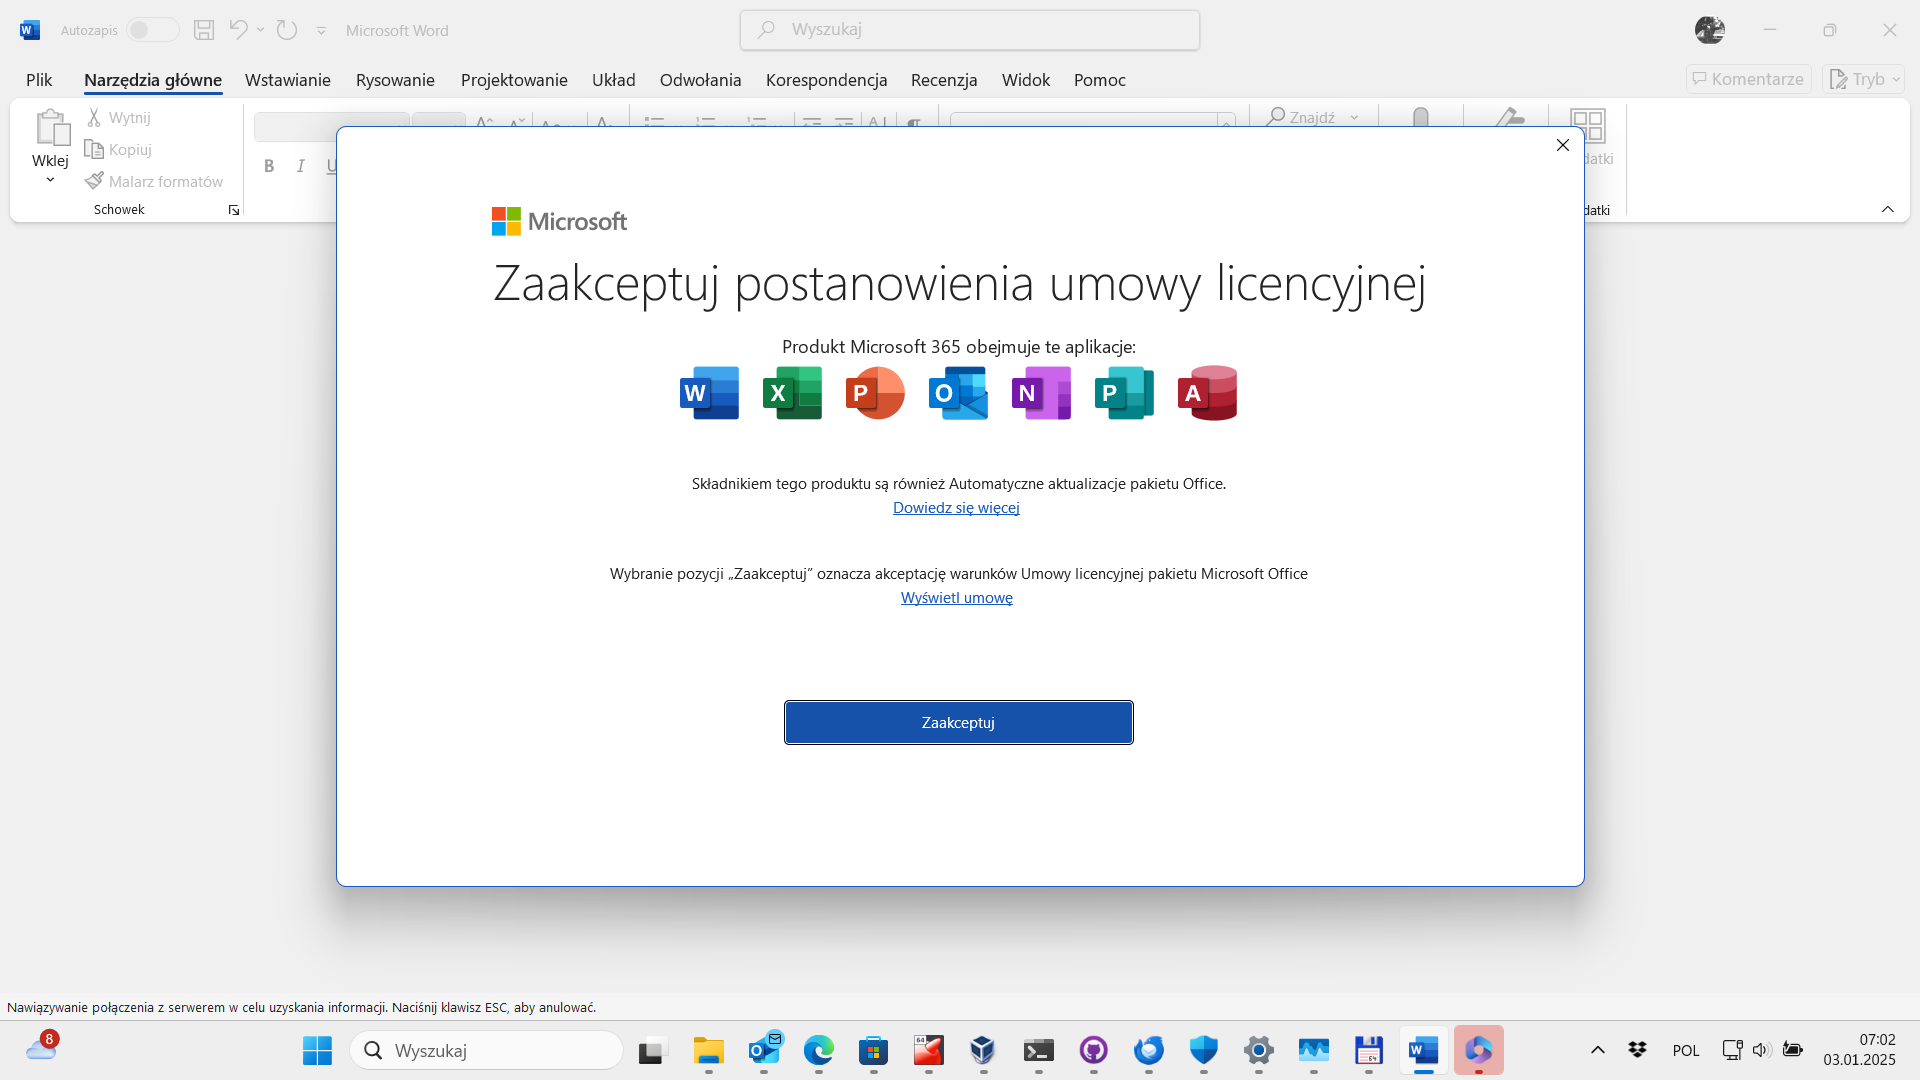 Autozapis
Microsoft Word
Wyszukaj
Plik
Narzędzia główne
Wstawianie
Rysowanie
Projektowanie
Układ
Odwołania
Korespondencja
Recenzja
Widok
Pomoc
Komentarze
Tryb
Wklej
Wytnij
Kopiuj
Malarz formatów
Schowek
B I U
Znajdź
Microsoft
Zaakceptuj postanowienia umowy licencyjnej
Produkt Microsoft 365 obejmuje te aplikacje:
W X P O N P A
Składnikiem tego produktu są również Automatyczne aktualizacje pakietu Office.
Dowiedz się więcej
Wybranie pozycji „Zaakceptuj” oznacza akceptację warunków Umowy licencyjnej pakietu Microsoft Office
Wyświetl umowę
Zaakceptuj
Nawiązywanie połączenia z serwerem w celu uzyskania informacji. Naciśnij klawisz ESC, aby anulować.
8
Wyszukaj
64
POL
07:02
03.01.2025